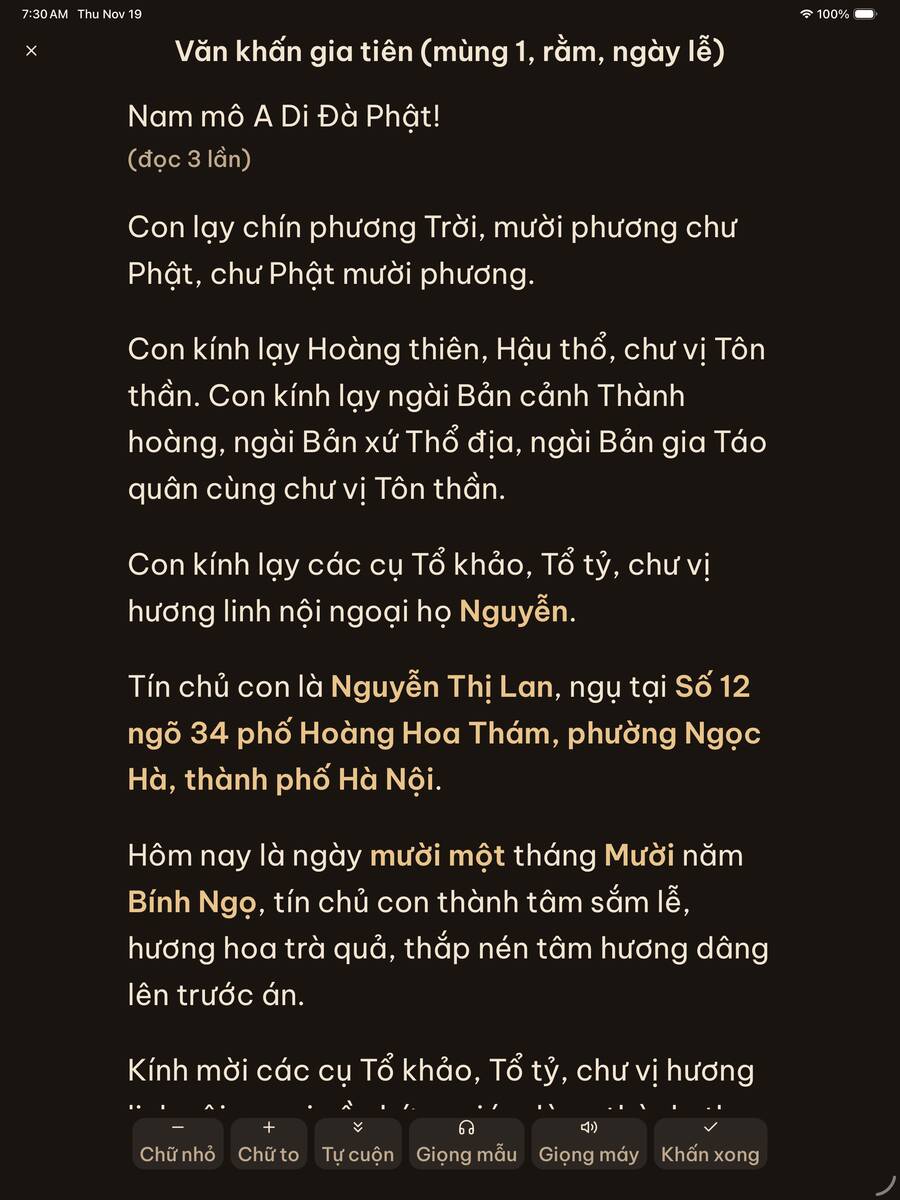 7:30 AM Thu Nov 19
100%
Văn khấn gia tiên (mùng 1, rằm, ngày lễ)
Nam mô A Di Đà Phật!
(đọc 3 lần)
Con lạy chín phương Trời, mười phương chư
Phật, chư Phật mười phương.
Con kính lạy Hoàng thiên, Hậu thổ, chư vị Tôn
thần. Con kính lạy ngài Bản cảnh Thành
hoàng, ngài Bản xứ Thổ địa, ngài Bản gia Táo
quân cùng chư vị Tôn thần.
Con kính lạy các cụ Tổ khảo, Tổ tỷ, chư vị
hương linh nội ngoại họ Nguyễn.
Tín chủ con là Nguyễn Thị Lan, ngụ tại Số 12
ngõ 34 phố Hoàng Hoa Thám, phường Ngọc
Hà, thành phố Hà Nội.
Hôm nay là ngày mười một tháng Mười năm
Bính Ngọ, tín chủ con thành tâm sắm lễ,
hương hoa trà quả, thắp nén tâm hương dâng
lên trước án.
Kính mời các cụ Tổ khảo, Tổ tỷ, chư vị hương
Chữ nhỏ
Chữ to
Tự cuộn
Giọng mẫu
Giọng máy
Khấn xong